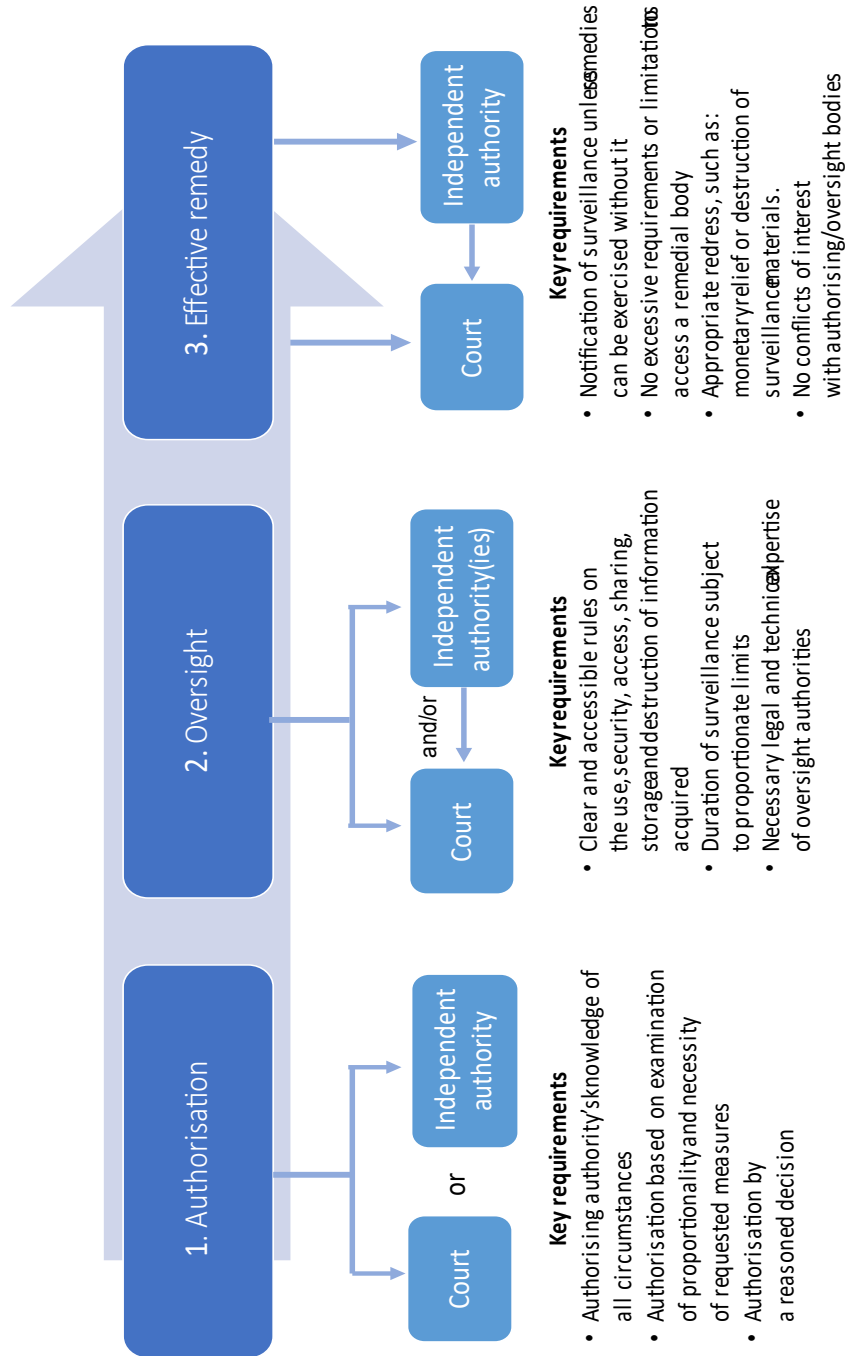 1. Authorisation
Court
or
Independent
authority
Key requirements
• Authorising authority's knowledge of
all circumstances
• Authorisation based on examination
of proportionality and necessity
of requested measures
• Authorisation by
a reasoned decision
2. Oversight
Court
and/or
Independent
authority(ies)
Key requirements
• Clear and accessible rules on
the use, security, access, sharing,
storage and destruction of information
acquired
• Duration of surveillance subject
to proportionate limits
• Necessary legal and technical expertise
of oversight authorities
3. Effective remedy
Court
Independent
authority
Key requirements
• Notification of surveillance unless remedies
can be exercised without it
• No excessive requirements or limitations to
access a remedial body
• Appropriate redress, such as:
monetary relief or destruction of
surveillance materials.
• No conflicts of interest
with authorising/oversight bodies